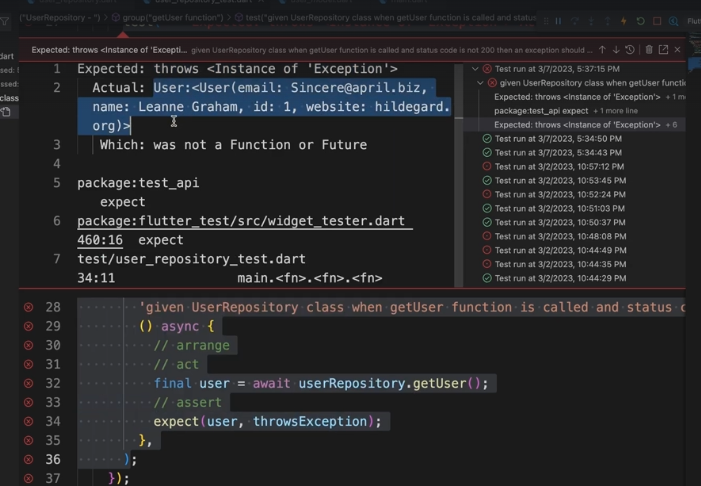 ("UserRepository - ") > group("getUser function") > test("given UserRepository class when getUser function is called and status
Expected: throws <Instance of 'Excepti... given UserRepository class when getUser function is called and status code is not 200 then an exception should ...
1 Expected: throws <Instance of 'Exception'>
2 Actual: User:<User(email: Sincere@april.biz,
name: Leanne Graham, id: 1, website: hildegard.
org)>
3 Which: was not a Function or Future
4
5 package:test_api
expect
6 package:flutter_test/src/widget_tester.dart
460:16 expect
7 test/user_repository_test.dart
34:11 main.<fn>.<fn>.<fn>
Test run at 3/7/2023, 5:37:15 PM
given UserRepository class when getUser functi
Expected: throws <Instance of 'Exception'> + 1 m
package:test_api expect + 1 more line
Expected: throws <Instance of 'Exception'> + 6
Test run at 3/7/2023, 5:34:50 PM
Test run at 3/7/2023, 5:34:43 PM
Test run at 3/2/2023, 10:57:12 PM
Test run at 3/2/2023, 10:53:45 PM
Test run at 3/2/2023, 10:52:24 PM
Test run at 3/2/2023, 10:51:03 PM
Test run at 3/2/2023, 10:50:37 PM
Test run at 3/2/2023, 10:48:08 PM
Test run at 3/2/2023, 10:44:49 PM
Test run at 3/2/2023, 10:44:35 PM
Test run at 3/2/2023, 10:44:29 PM
28 'given UserRepository class when getUser function is called and status c
29 () async {
30 // arrange
31 // act
32 final user = await userRepository.getUser();
33 // assert
34 expect(user, throwsException);
35 },
36 );
37 });
dart
sed:
sed:
class